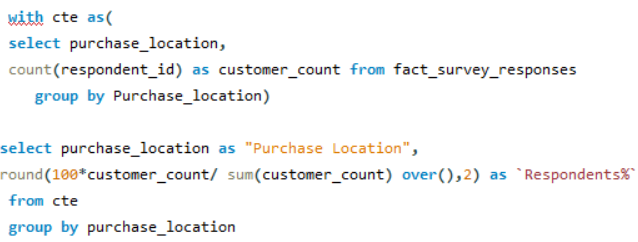 with cte as(
select purchase_location,
count(respondent_id) as customer_count from fact_survey_responses
group by Purchase_location)
select purchase_location as "Purchase Location",
round(100*customer_count/ sum(customer_count) over(),2) as `Respondents%`
from cte
group by purchase_location